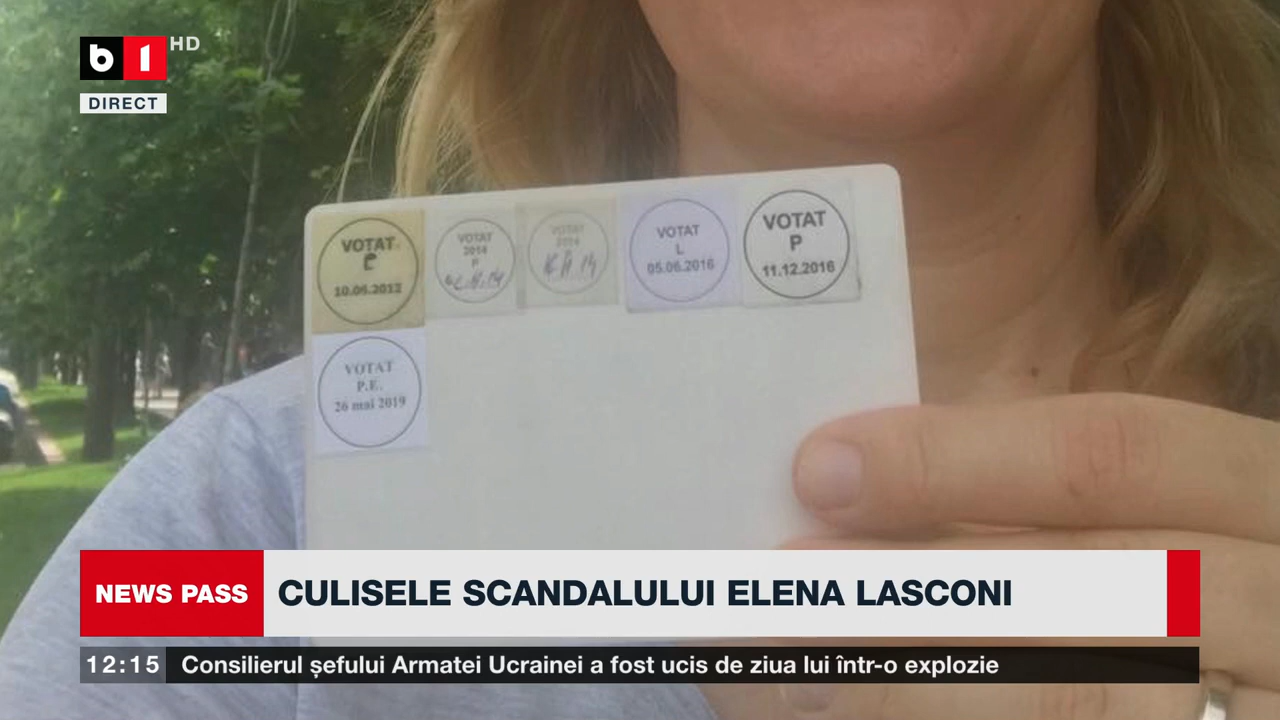 b1 HD
DIRECT
VOTAT
10.06.2012
VOTAT
2014
P
VOTAT
2014
VOTAT
L
05.06.2016
VOTAT
P
11.12.2016
VOTAT
P.E.
26 mai 2019
NEWS PASS
CULISELE SCANDALULUI ELENA LASCONI
12:15
Consilierul șefului Armatei Ucrainei a fost ucis de ziua lui într-o explozie